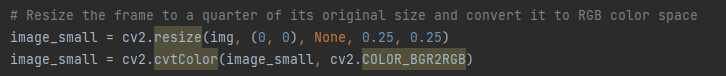 # Resize the frame to a quarter of its original size and convert it to RGB color space
image_small = cv2.resize(img, (0, 0), None, 0.25, 0.25)
image_small = cv2.cvtColor(image_small, cv2.COLOR_BGR2RGB)